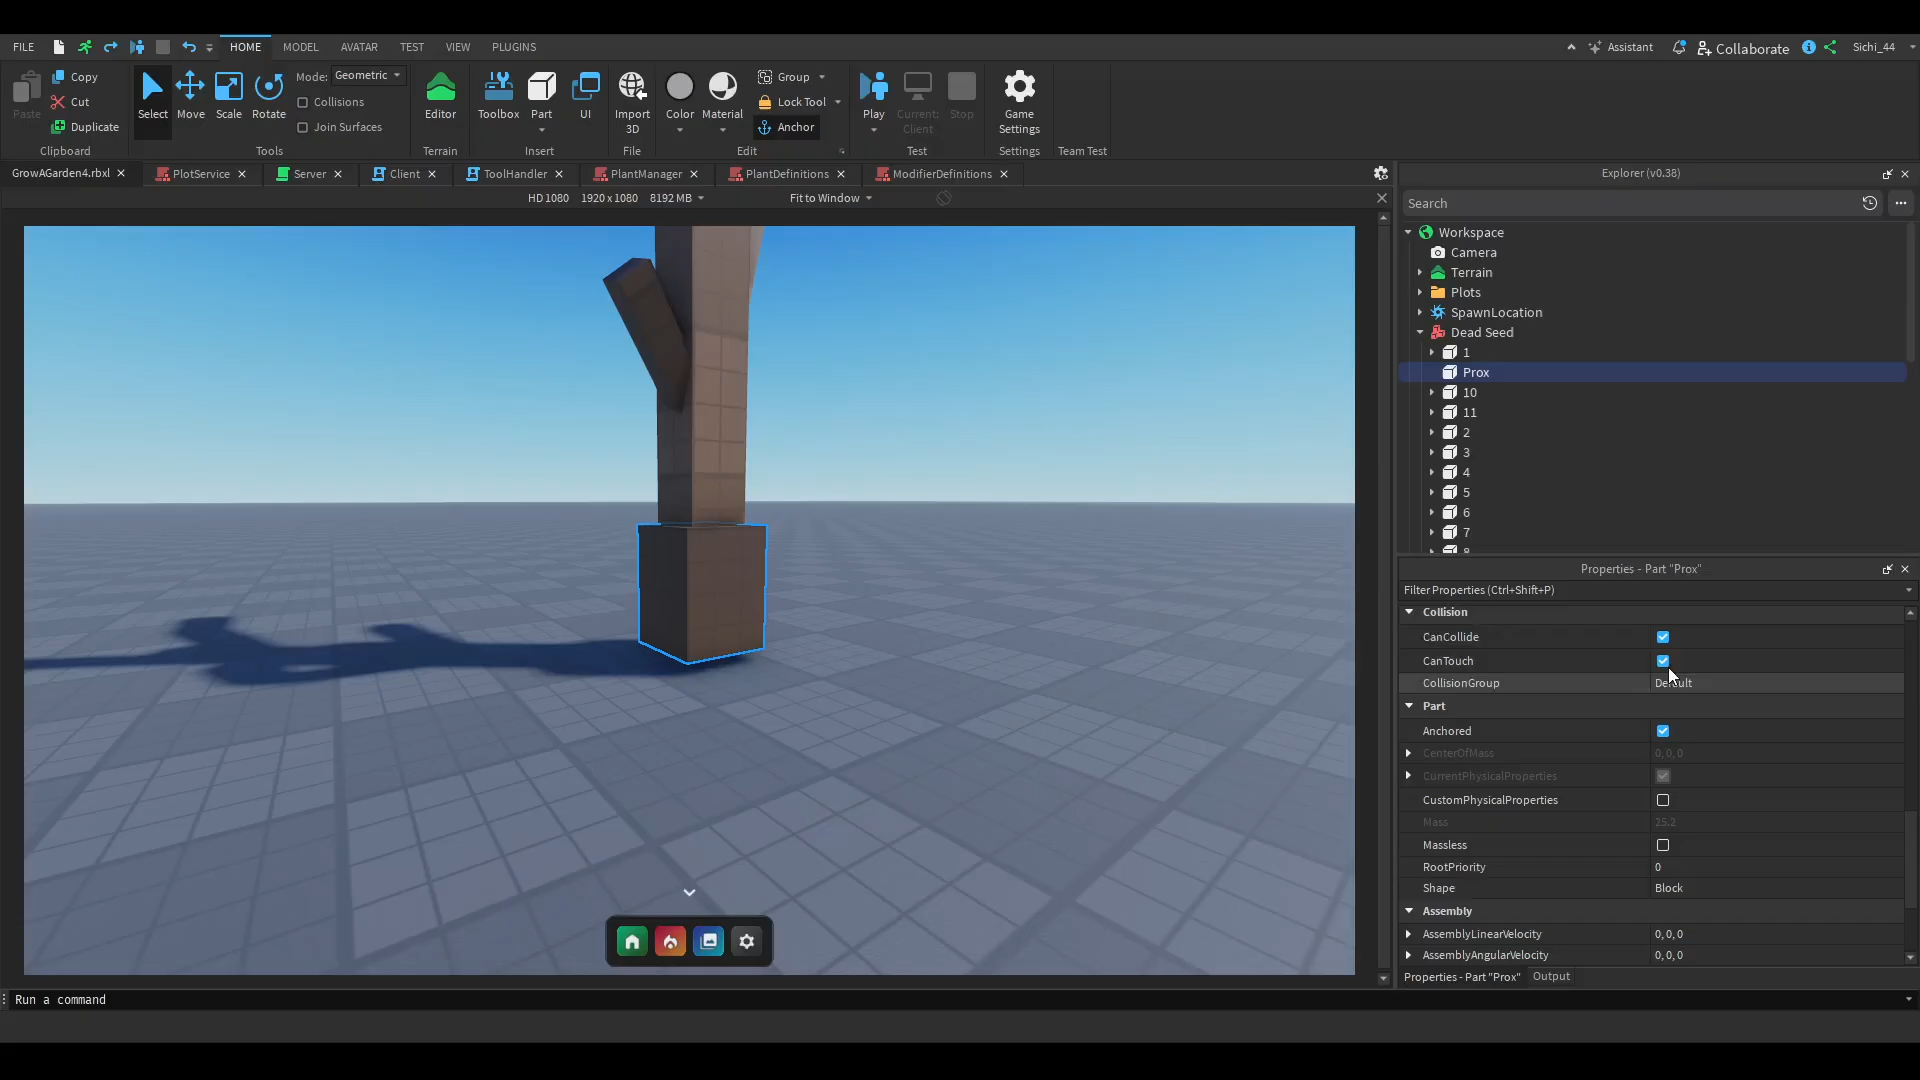 FILE HOME MODEL AVATAR TEST VIEW PLUGINS Assistant Collaborate Sichi_44
Paste Copy Cut Duplicate Clipboard
Select Move Scale Rotate Mode: Geometric Collisions Join Surfaces Tools
Editor Terrain
Toolbox Part UI Insert
Import 3D File
Color Material Group Lock Tool Anchor Edit
Play Current: Client Stop Test
Game Settings Settings
Team Test
GrowAGarden4.rbxl PlotService Server Client ToolHandler PlantManager PlantDefinitions ModifierDefinitions
HD 1080 1920 x 1080 8192 MB Fit to Window
Explorer (v0.38)
Search
Workspace
Camera
Terrain
Plots
SpawnLocation
Dead Seed
1
Prox
10
11
2
3
4
5
6
7
8
Properties - Part "Prox"
Filter Properties (Ctrl+Shift+P)
Collision
CanCollide
CanTouch
CollisionGroup Default
Part
Anchored
CenterOfMass 0, 0, 0
CurrentPhysicalProperties
CustomPhysicalProperties
Mass 25.2
Massless
RootPriority 0
Shape Block
Assembly
AssemblyLinearVelocity 0, 0, 0
AssemblyAngularVelocity 0, 0, 0
Properties - Part "Prox" Output
Run a command